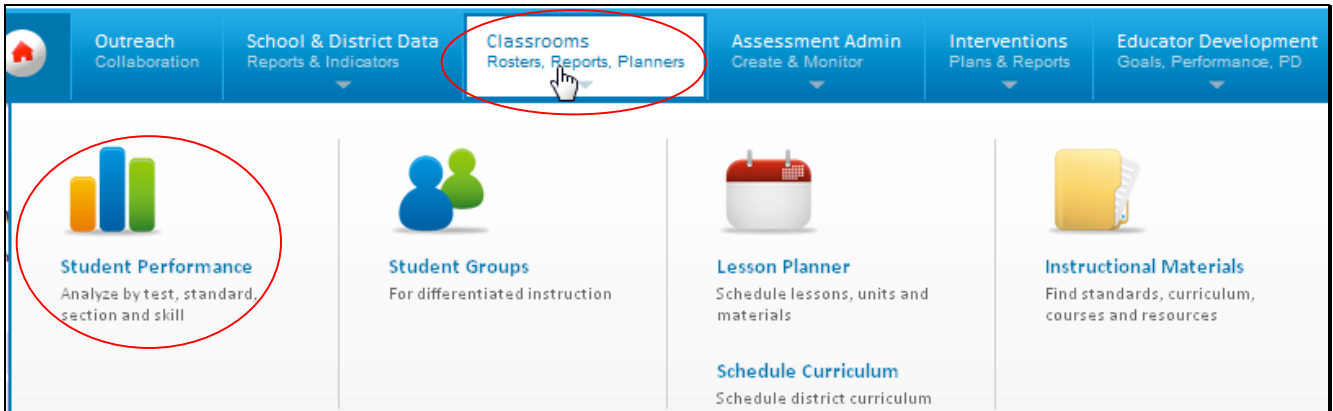 Outreach
Collaboration
School & District Data
Reports & Indicators
Classrooms
Rosters, Reports, Planners
Assessment Admin
Create & Monitor
Interventions
Plans & Reports
Educator Development
Goals, Performance, PD
Student Performance
Analyze by test, standard,
section and skill
Student Groups
For differentiated instruction
Lesson Planner
Schedule lessons, units and
materials
Schedule Curriculum
Schedule district curriculum
Instructional Materials
Find standards, curriculum,
courses and resources